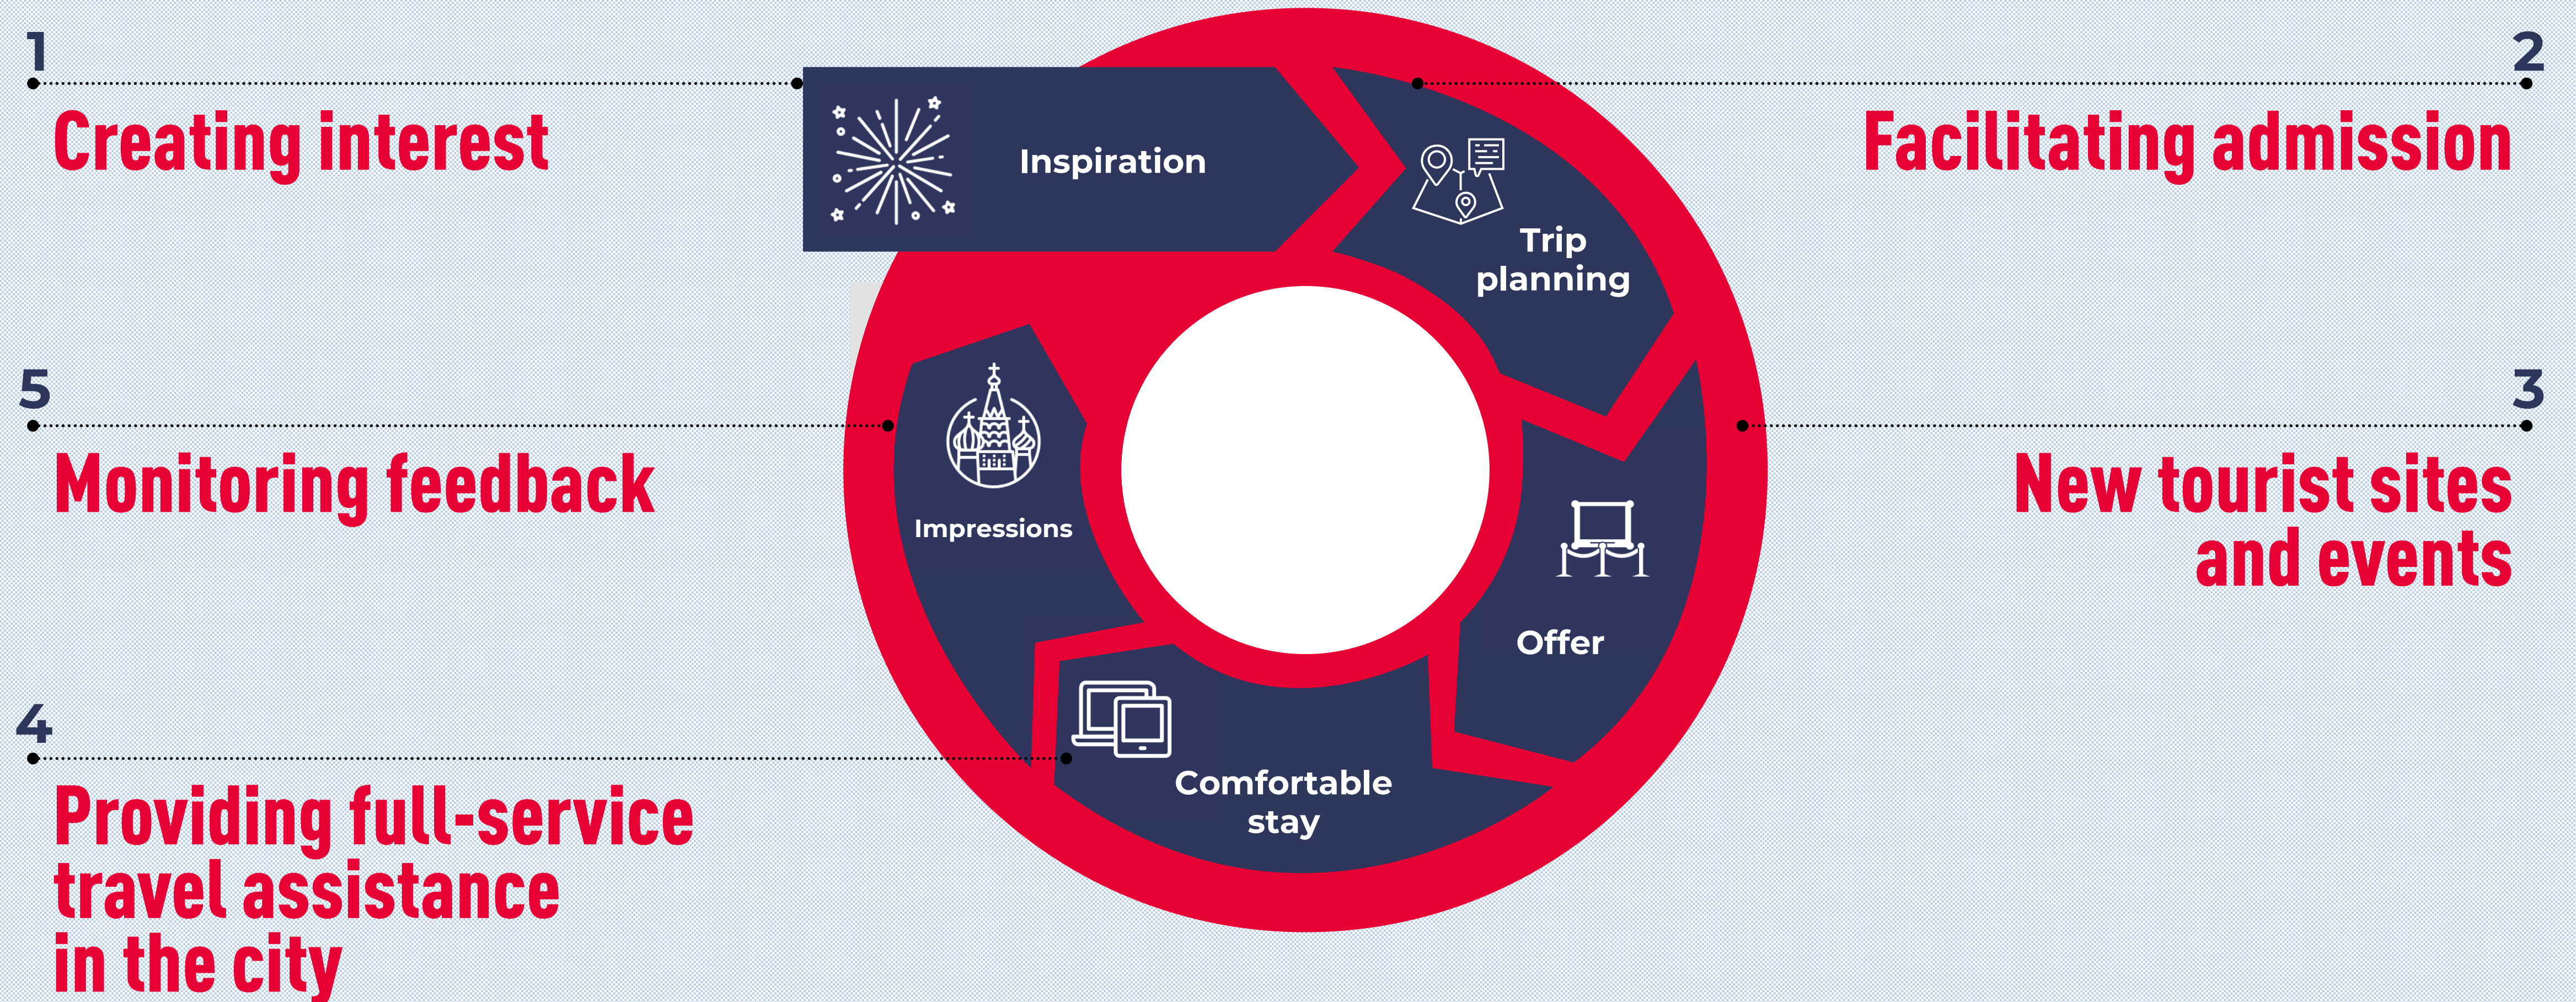 1
Creating interest
Inspiration
2
Facilitating admission
Trip
planning
3
New tourist sites
and events
Offer
4
Providing full-service
travel assistance
in the city
Comfortable
stay
5
Monitoring feedback
Impressions